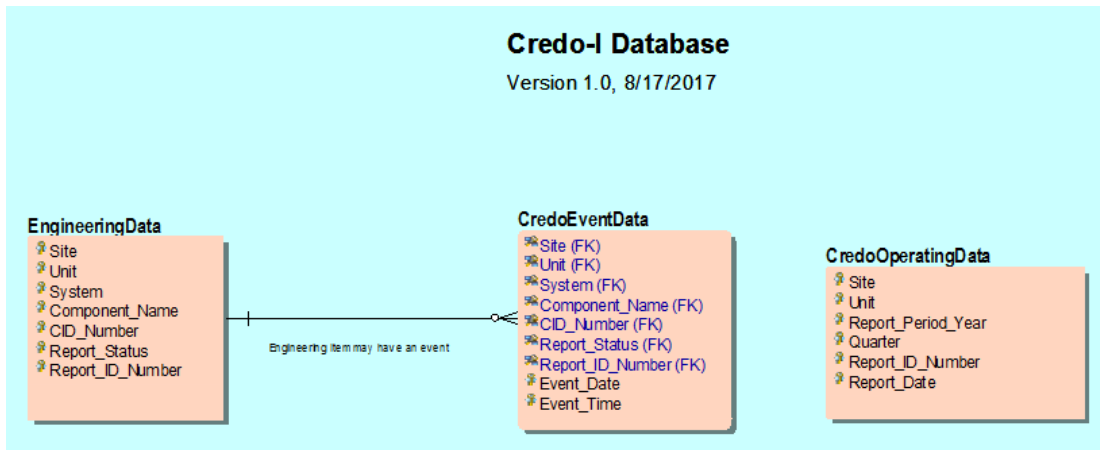 Credo-I Database
Version 1.0, 8/17/2017
EngineeringData
Site
Unit
System
Component_Name
CID_Number
Report_Status
Report_ID_Number
Engineering item may have an event
CredoEventData
Site (FK)
Unit (FK)
System (FK)
Component_Name (FK)
CID_Number (FK)
Report_Status (FK)
Report_ID_Number (FK)
Event_Date
Event_Time
CredoOperatingData
Site
Unit
Report_Period_Year
Quarter
Report_ID_Number
Report_Date